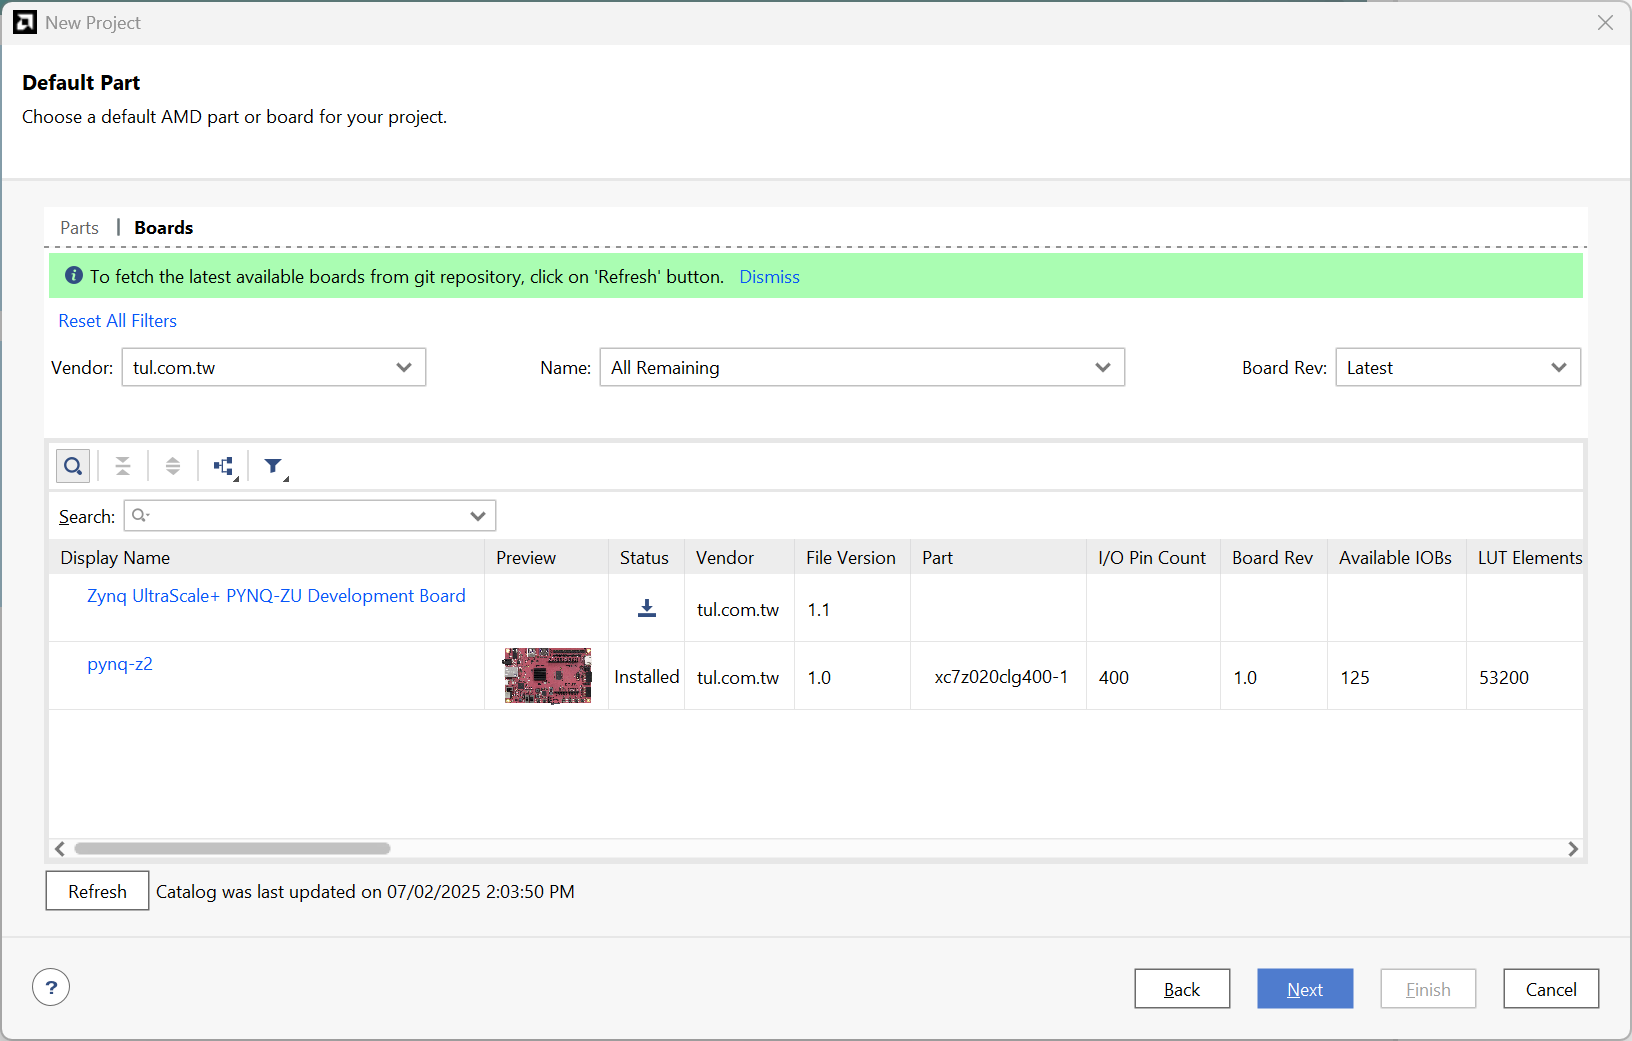 New Project
Default Part
Choose a default AMD part or board for your project.
Parts | Boards
To fetch the latest available boards from git repository, click on 'Refresh' button. Dismiss
Reset All Filters
Vendor: tul.com.tw Name: All Remaining Board Rev: Latest
Search:
Display Name Preview Status Vendor File Version Part I/O Pin Count Board Rev Available IOBs LUT Elements
Zynq UltraScale+ PYNQ-ZU Development Board tul.com.tw 1.1
pynq-z2 Installed tul.com.tw 1.0 xc7z020clg400-1 400 1.0 125 53200
Refresh Catalog was last updated on 07/02/2025 2:03:50 PM
? Back Next Finish Cancel